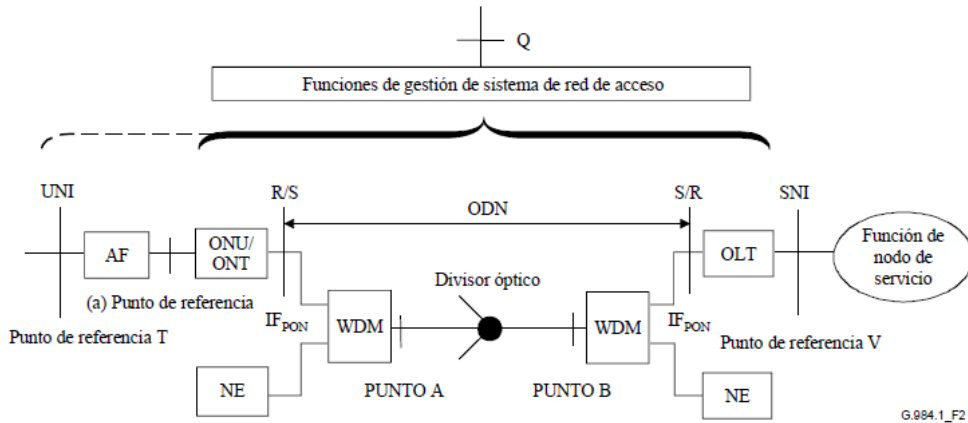 Q
Funciones de gestión de sistema de red de acceso
UNI
R/S
S/R
SNI
ODN
AF
ONU/
ONT
OLT
Función de
nodo de
servicio
(a) Punto de referencia
Divisor óptico
Punto de referencia T
IFPON
WDM
WDM
IFPON
Punto de referencia V
NE
PUNTO A
PUNTO B
NE
G.984.1_F2